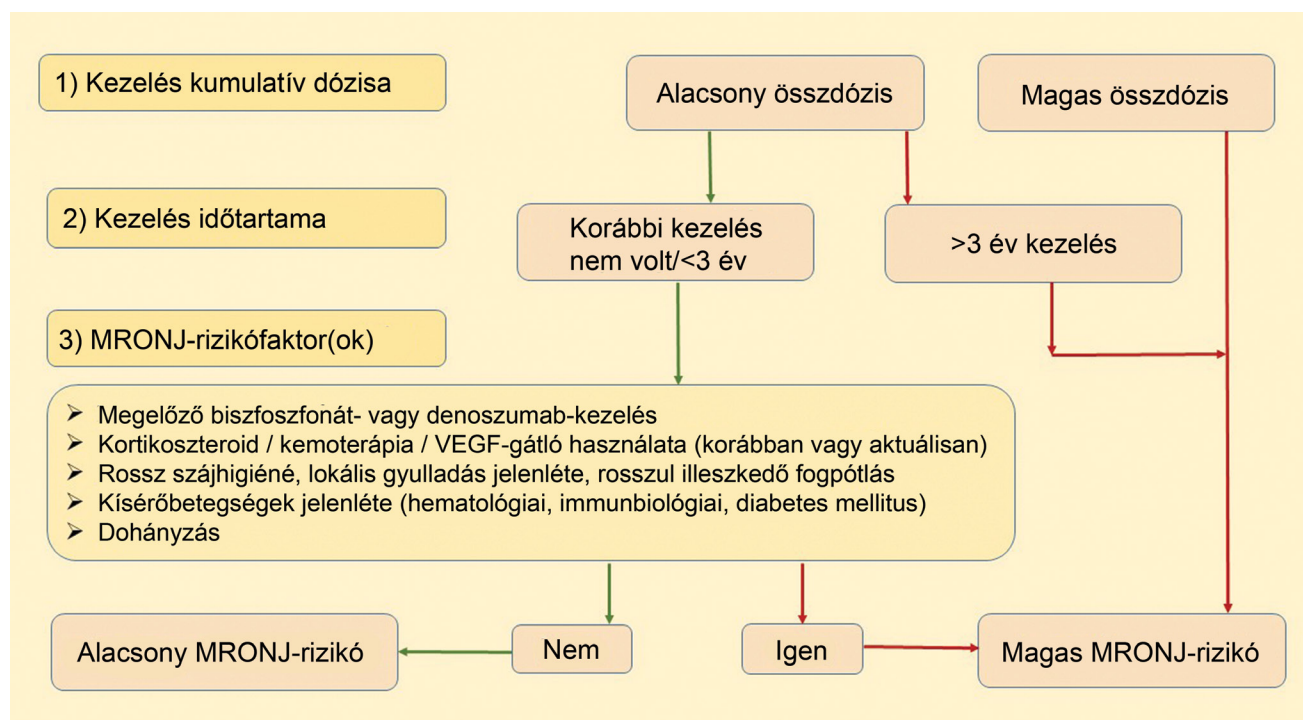 1) Kezelés kumulatív dózisa
Alacsony összdózis
Magas összdózis
2) Kezelés időtartama
Korábbi kezelés
nem volt/<3 év
>3 év kezelés
3) MRONJ-rizikófaktor(ok)
➢ Megelőző biszfoszfonát- vagy denoszumab-kezelés
➢ Kortikoszteroid / kemoterápia / VEGF-gátló használata (korábban vagy aktuálisan)
➢ Rossz szájhigiéné, lokális gyulladás jelenléte, rosszul illeszkedő fogpótlás
➢ Kísérőbetegségek jelenléte (hematológiai, immunbiológiai, diabetes mellitus)
➢ Dohányzás
Alacsony MRONJ-rizikó
Nem
Igen
Magas MRONJ-rizikó